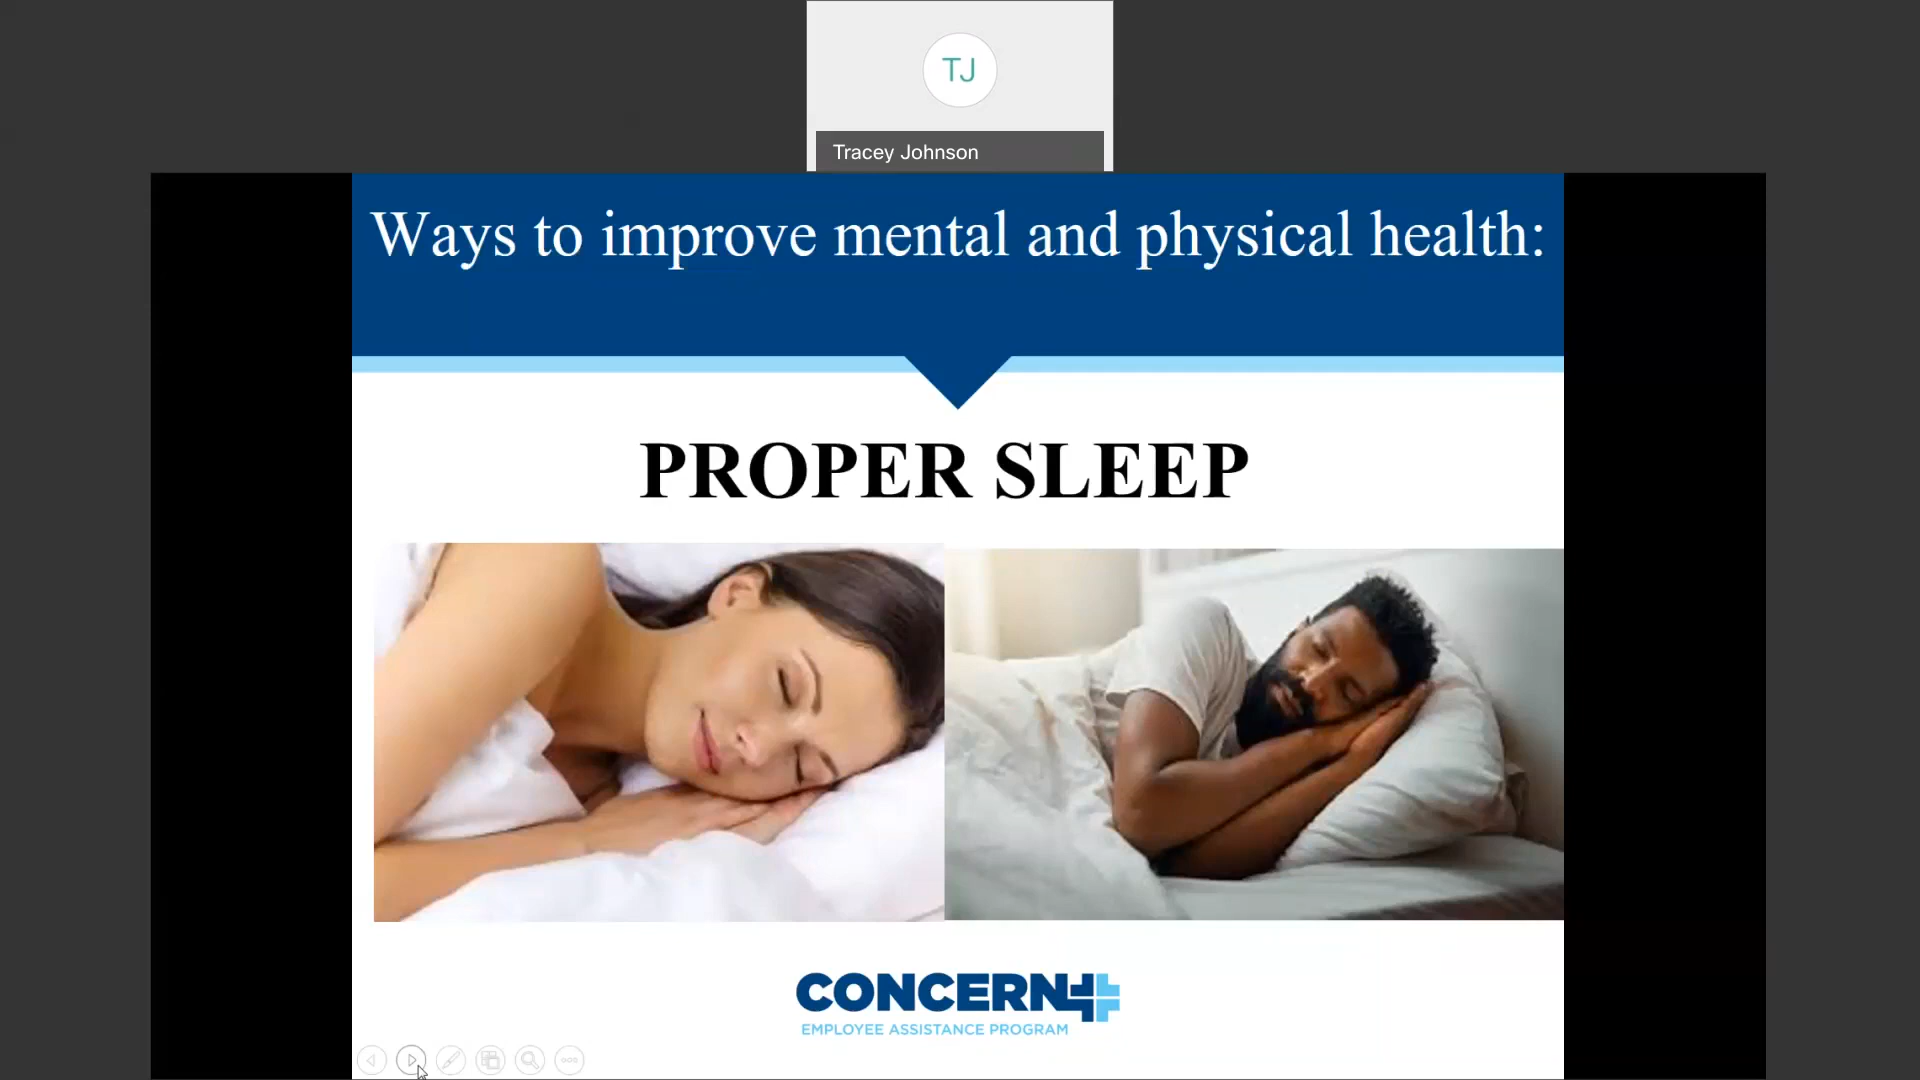 TJ
Tracey Johnson
Ways to improve mental and physical health:
PROPER SLEEP
CONCERN
EMPLOYEE ASSISTANCE PROGRAM